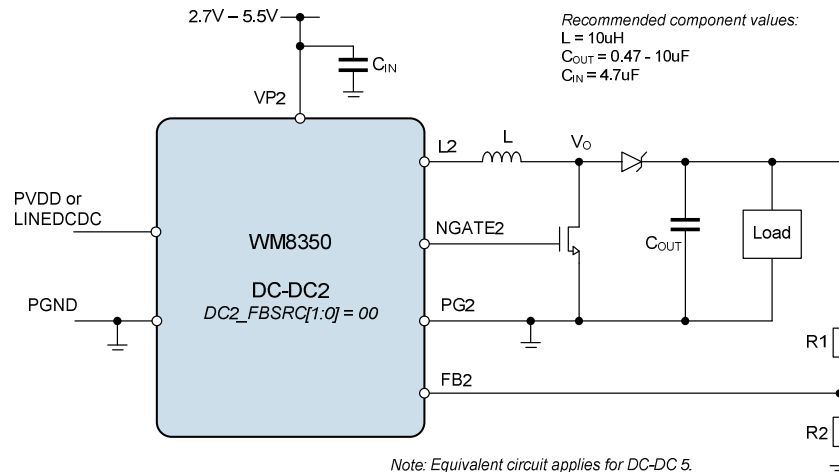 2.7V – 5.5V
Recommended component values:
L = 10uH
COUT = 0.47 - 10uF
CIN = 4.7uF
CIN
VP2
L2
L
VO
PVDD or
LINEDCDC
WM8350
NGATE2
COUT
Load
DC-DC2
DC2_FBSRC[1:0] = 00
PGND
PG2
R1
FB2
R2
Note: Equivalent circuit applies for DC-DC 5.